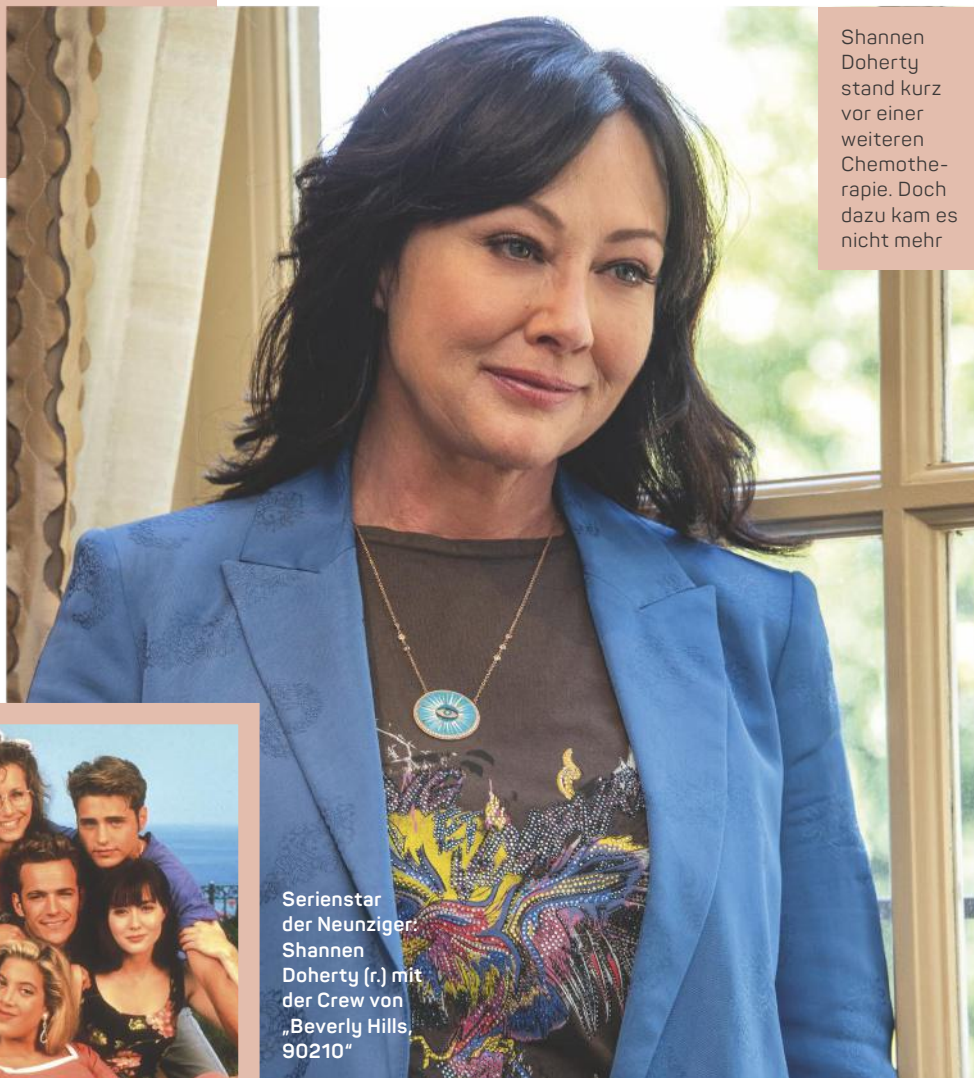 Shannen
Doherty
stand kurz
vor einer
weiteren
Chemothe-
rapie. Doch
dazu kam es
nicht mehr
Serienstar
der Neunziger:
Shannen
Doherty (r.) mit
der Crew von
„Beverly Hills,
90210“